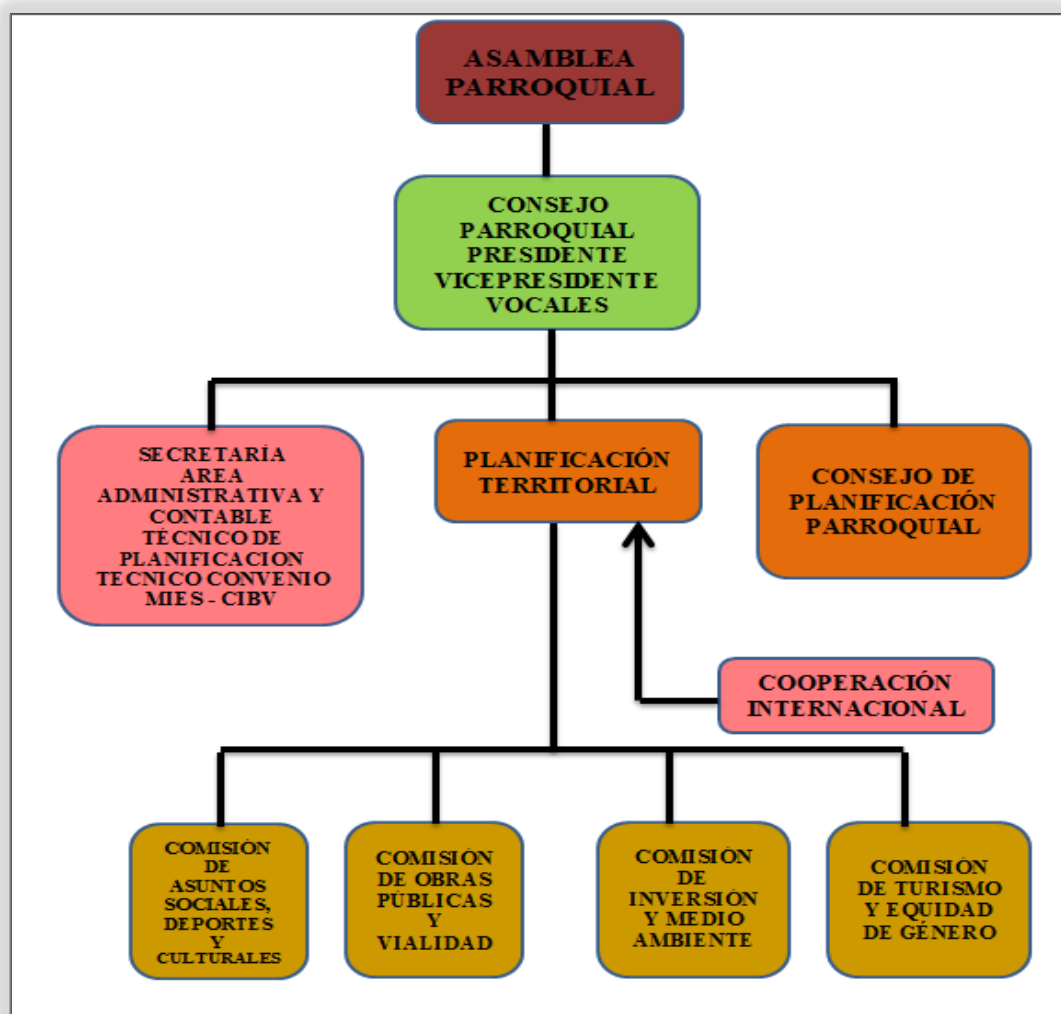 ASAMBLEA
PARROQUIAL
CONSEJO
PARROQUIAL
PRESIDENTE
VICEPRESIDENTE
VOCALES
SECRETARÍA
AREA
ADMINISTRATIVA Y
CONTABLE
TÉCNICO DE
PLANIFICACION
TECNICO CONVENIO
MIES - CIBV
PLANIFICACIÓN
TERRITORIAL
CONSEJO DE
PLANIFICACIÓN
PARROQUIAL
COOPERACIÓN
INTERNACIONAL
COMISIÓN
DE
ASUNTOS
SOCIALES,
DEPORTES
Y
CULTURALES
COMISIÓN
DE OBRAS
PÚBLICAS
Y
VIALIDAD
COMISIÓN
DE
INVERSIÓN
Y MEDIO
AMBIENTE
COMISIÓN
DE TURISMO
Y EQUIDAD
DE GÉNERO